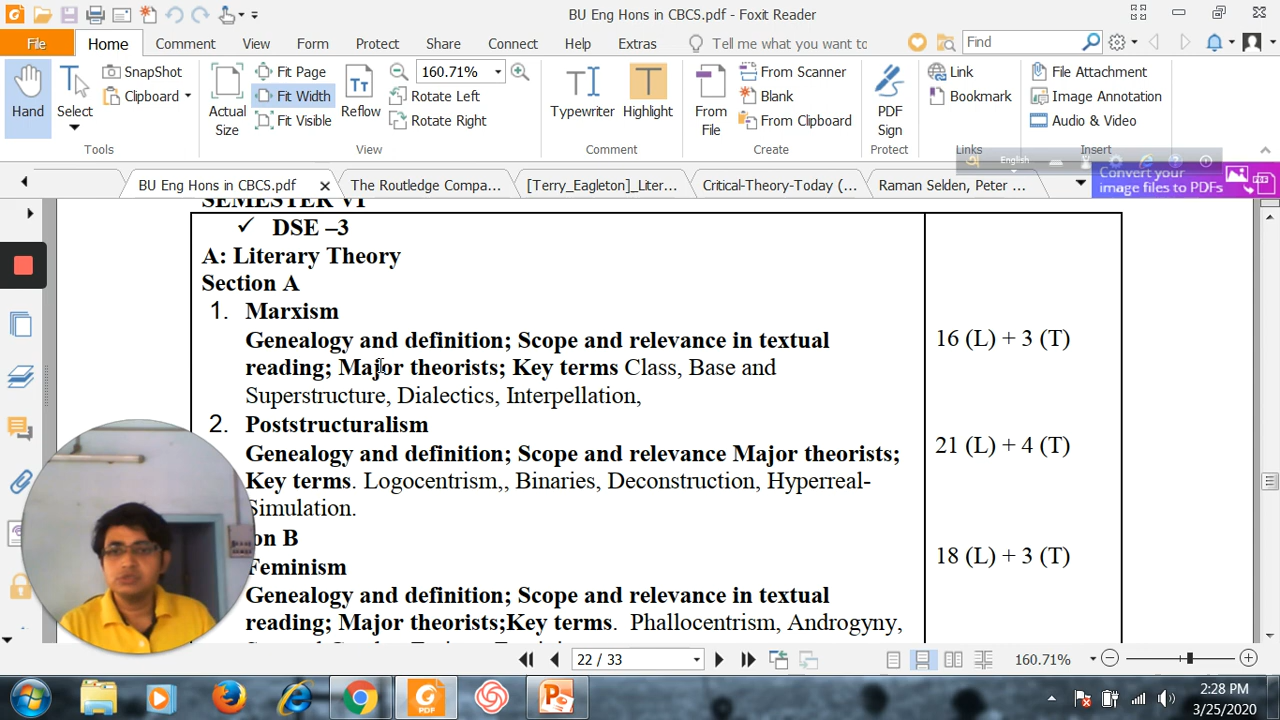 BU Eng Hons in CBCS.pdf - Foxit Reader
File Home Comment View Form Protect Share Connect Help Extras Tell me what you want to Find
Hand
Select
SnapShot
Clipboard
Tools
Actual Size
Fit Page
Fit Width
Fit Visible
Reflow
160.71%
Rotate Left
Rotate Right
View
Typewriter
Highlight
Comment
From File
From Scanner
Blank
From Clipboard
Create
PDF Sign
Protect
Link
Bookmark
Links
File Attachment
Image Annotation
Audio & Video
Insert
English
BU Eng Hons in CBCS.pdf
The Routledge Compa...
[Terry_Eagleton]_Liter...
Critical-Theory-Today (...
Raman Selden, Peter ...
Convert your
image files to PDFs
SEMESTER VI
✓ DSE –3
A: Literary Theory
Section A
1. Marxism
Genealogy and definition; Scope and relevance in textual
reading; Major theorists; Key terms Class, Base and
Superstructure, Dialectics, Interpellation,
16 (L) + 3 (T)
2. Poststructuralism
Genealogy and definition; Scope and relevance Major theorists;
Key terms. Logocentrism,, Binaries, Deconstruction, Hyperreal-
Simulation.
21 (L) + 4 (T)
on B
Feminism
Genealogy and definition; Scope and relevance in textual
reading; Major theorists;Key terms. Phallocentrism, Androgyny,
18 (L) + 3 (T)
22 / 33
160.71%
2:28 PM
3/25/2020